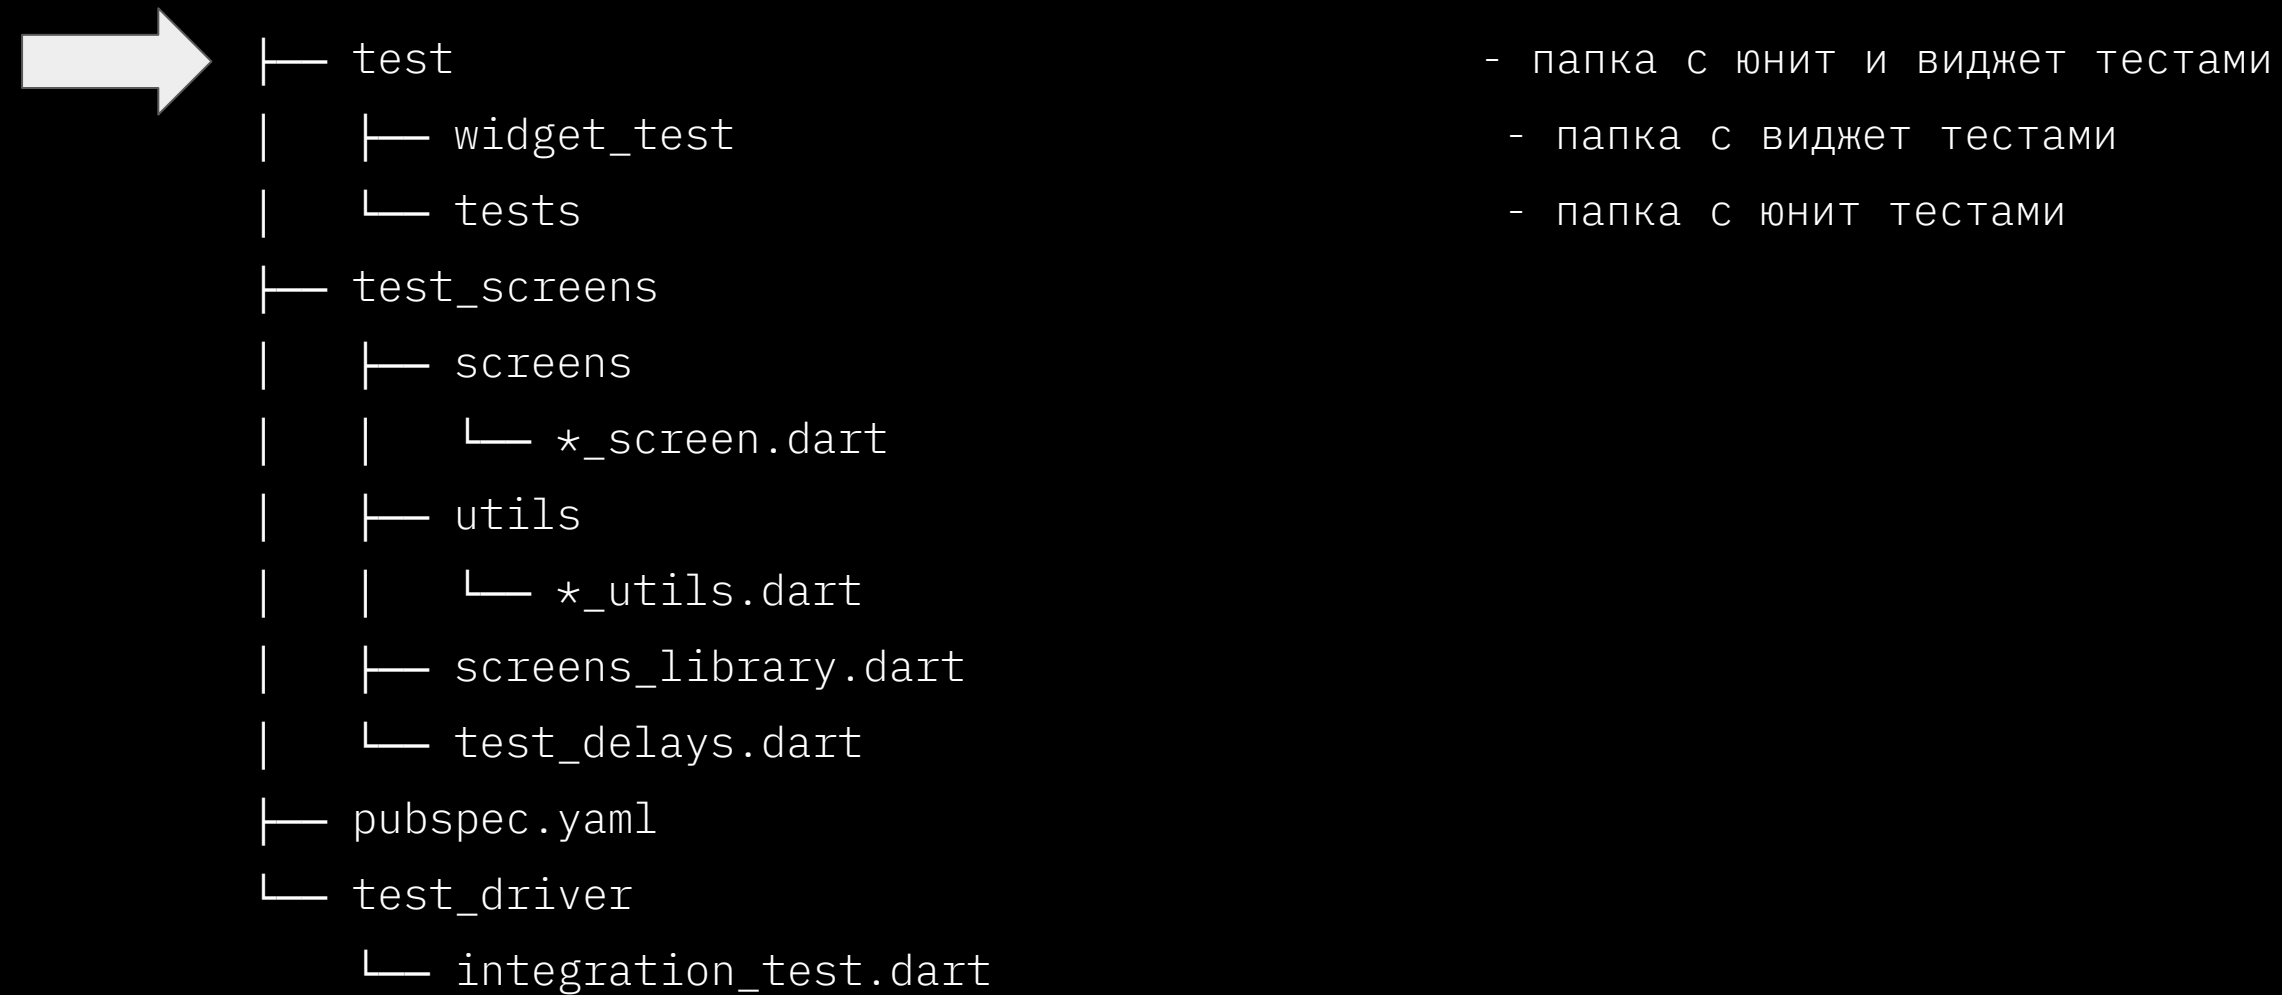 ├── test - папка с юнит и виджет тестами
│   ├── widget_test - папка с виджет тестами
│   └── tests - папка с юнит тестами
├── test_screens
│   ├── screens
│   │   └── *_screen.dart
│   ├── utils
│   │   └── *_utils.dart
│   ├── screens_library.dart
│   └── test_delays.dart
├── pubspec.yaml
└── test_driver
    └── integration_test.dart